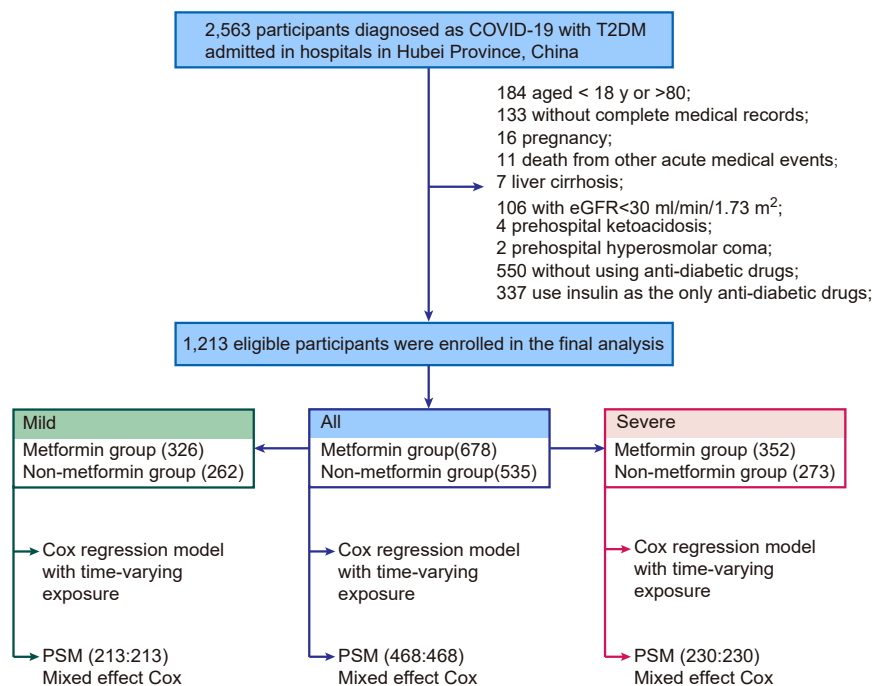 2,563 participants diagnosed as COVID-19 with T2DM
admitted in hospitals in Hubei Province, China
184 aged < 18 y or >80;
133 without complete medical records;
16 pregnancy;
11 death from other acute medical events;
7 liver cirrhosis;
106 with eGFR<30 ml/min/1.73 m²;
4 prehospital ketoacidosis;
2 prehospital hyperosmolar coma;
550 without using anti-diabetic drugs;
337 use insulin as the only anti-diabetic drugs;
1,213 eligible participants were enrolled in the final analysis
Mild
Metformin group (326)
Non-metformin group (262)
Cox regression model
with time-varying
exposure
PSM (213:213)
Mixed effect Cox
All
Metformin group(678)
Non-metformin group(535)
Cox regression model
with time-varying
exposure
PSM (468:468)
Mixed effect Cox
Severe
Metformin group (352)
Non-metformin group (273)
Cox regression model
with time-varying
exposure
PSM (230:230)
Mixed effect Cox